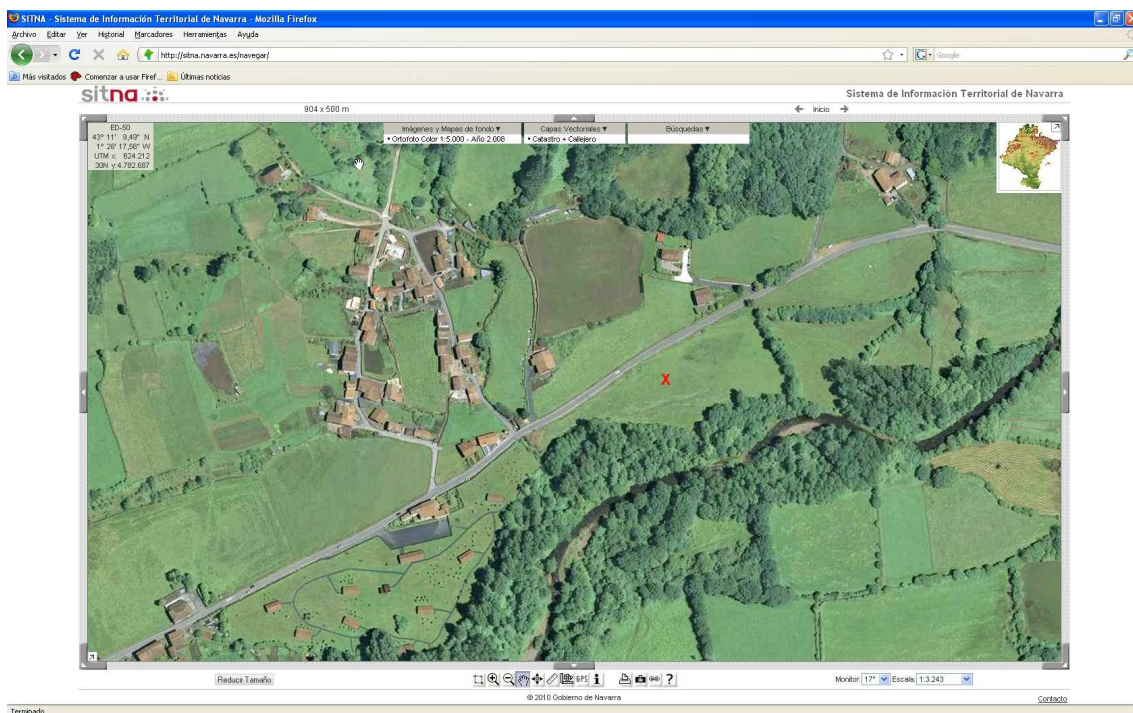 SITNA - Sistema de Información Territorial de Navarra - Mozilla Firefox
Archivo Editar Ver Historial Marcadores Herramientas Ayuda
http://sitna.navarra.es/navegar/
Google
Más visitados Comenzar a usar Firef... Últimas noticias
sitna
Sistema de Información Territorial de Navarra
904 x 500 m
Inicio
ED-50
43º 11' 9,49" N
1º 28' 17,56" W
UTM x: 624.212
30N y:4.782.687
Imágenes y Mapas de fondo ▼
• Ortofoto Color 1:5.000 - Año 2.008
Capas Vectoriales ▼
• Catastro + Callejero
Búsquedas ▼
X
Reducir Tamaño
GPS
i
?
Monitor: 17" Escala: 1:3.243
© 2010 Gobierno de Navarra
Contacto
Terminado